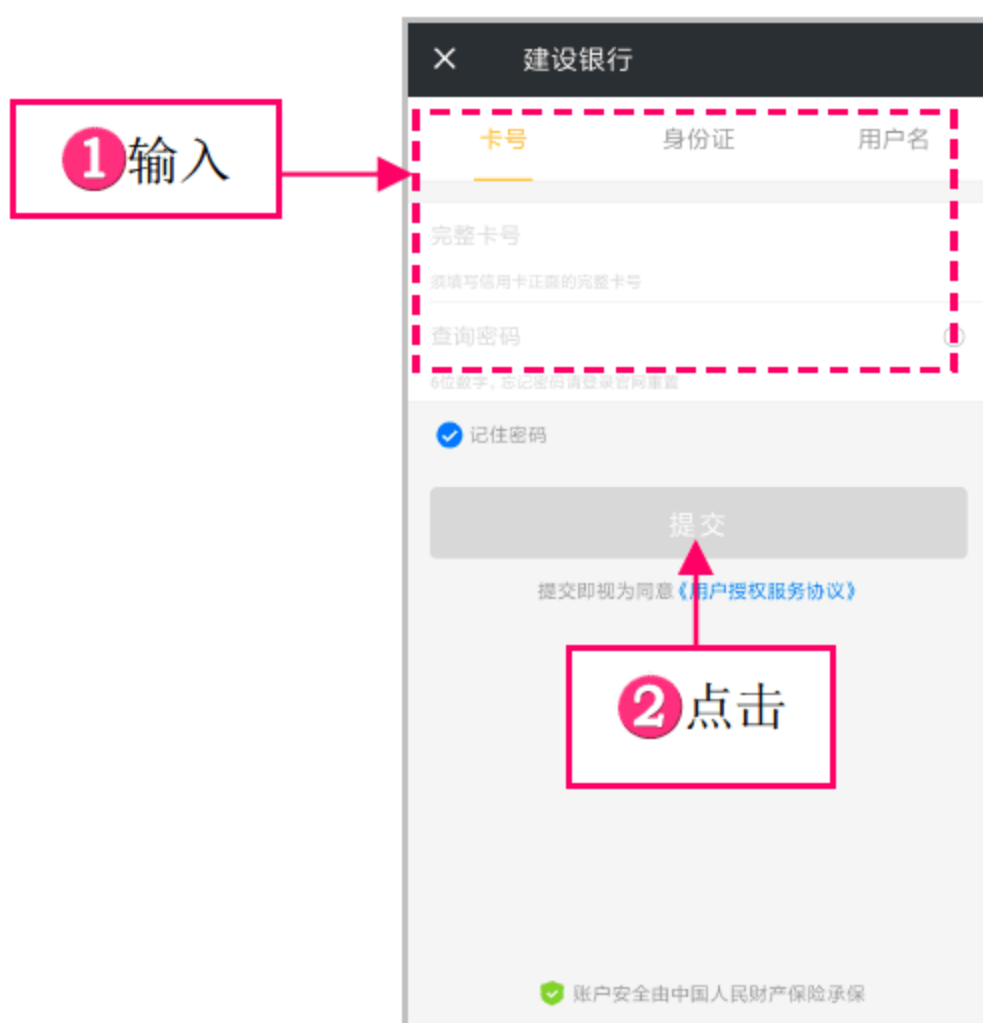 建设银行
❶输入
卡号 身份证 用户名
完整卡号
须填写信用卡正面的完整卡号
查询密码
6位数字，忘记密码请登录官网重置
记住密码
提交
提交即视为同意《用户授权服务协议》
❷点击
账户安全由中国人民财产保险承保